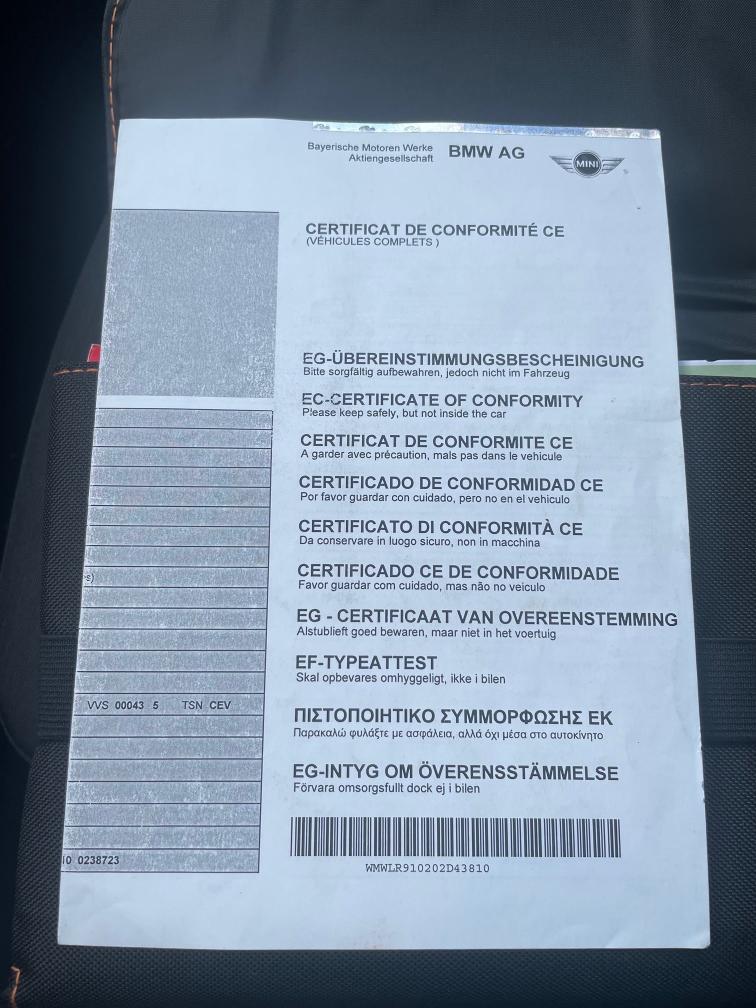 Bayerische Motoren Werke
Aktiengesellschaft
BMW AG
MINI
CERTIFICAT DE CONFORMITÉ CE
(VÉHICULES COMPLETS )
EG-ÜBEREINSTIMMUNGSBESCHEINIGUNG
Bitte sorgfältig aufbewahren, jedoch nicht im Fahrzeug
EC-CERTIFICATE OF CONFORMITY
Please keep safely, but not inside the car
CERTIFICAT DE CONFORMITE CE
A garder avec précaution, mais pas dans le vehicule
CERTIFICADO DE CONFORMIDAD CE
Por favor guardar con cuidado, pero no en el vehiculo
CERTIFICATO DI CONFORMITÀ CE
Da conservare in luogo sicuro, non in macchina
CERTIFICADO CE DE CONFORMIDADE
Favor guardar com cuidado, mas não no veiculo
s)
EG - CERTIFICAAT VAN OVEREENSTEMMING
Alstublieft goed bewaren, maar niet in het voertuig
EF-TYPEATTEST
Skal opbevares omhyggeligt, ikke i bilen
VVS 00043 5 TSN CEV
ΠΙΣΤΟΠΟΙΗΤΙΚΟ ΣΥΜΜΟΡΦΩΣΗΣ ΕΚ
Παρακαλώ φυλάξτε με ασφάλεια, αλλά όχι μέσα στο αυτοκίνητο
EG-INTYG OM ÖVERENSSTÄMMELSE
Förvara omsorgsfullt dock ej i bilen
0238723
WMWLR910202D43810